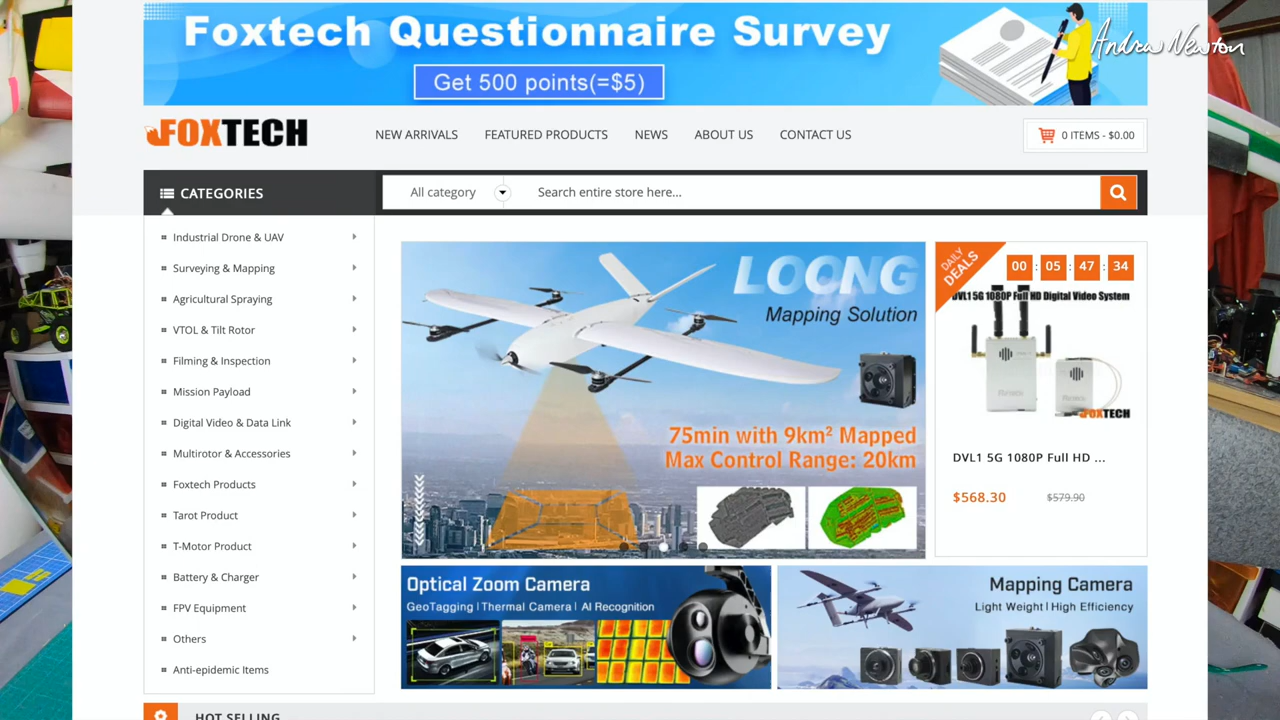 Foxtech Questionnaire Survey
Get 500 points(=$5)
Andrew Newton
FOXTECH
NEW ARRIVALS
FEATURED PRODUCTS
NEWS
ABOUT US
CONTACT US
0 ITEMS - $0.00
CATEGORIES
All category
Search entire store here...
Industrial Drone & UAV
Surveying & Mapping
Agricultural Spraying
VTOL & Tilt Rotor
Filming & Inspection
Mission Payload
Digital Video & Data Link
Multirotor & Accessories
Foxtech Products
Tarot Product
T-Motor Product
Battery & Charger
FPV Equipment
Others
Anti-epidemic Items
LOONG
Mapping Solution
75min with 9km² Mapped
Max Control Range: 20km
DAILY
DEALS
00 : 05 : 47 : 34
DVL1 5G 1080P Full HD Digital Video System
FOXTECH
DVL1 5G 1080P Full HD ...
$568.30
$579.90
Optical Zoom Camera
GeoTagging | Thermal Camera | AI Recognition
Mapping Camera
Light Weight | High Efficiency
HOT SELLING